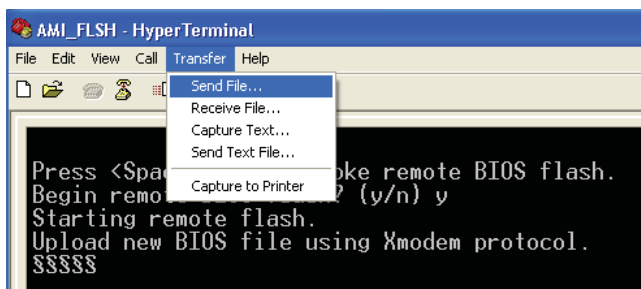 AMI_FLSH - HyperTerminal
File Edit View Call Transfer Help
Send File...
Receive File...
Capture Text...
Send Text File...
Capture to Printer
Press <Spa oke remote BIOS flash.
Begin remo ? (y/n) y
Starting remote flash.
Upload new BIOS file using Xmodem protocol.
§§§§§